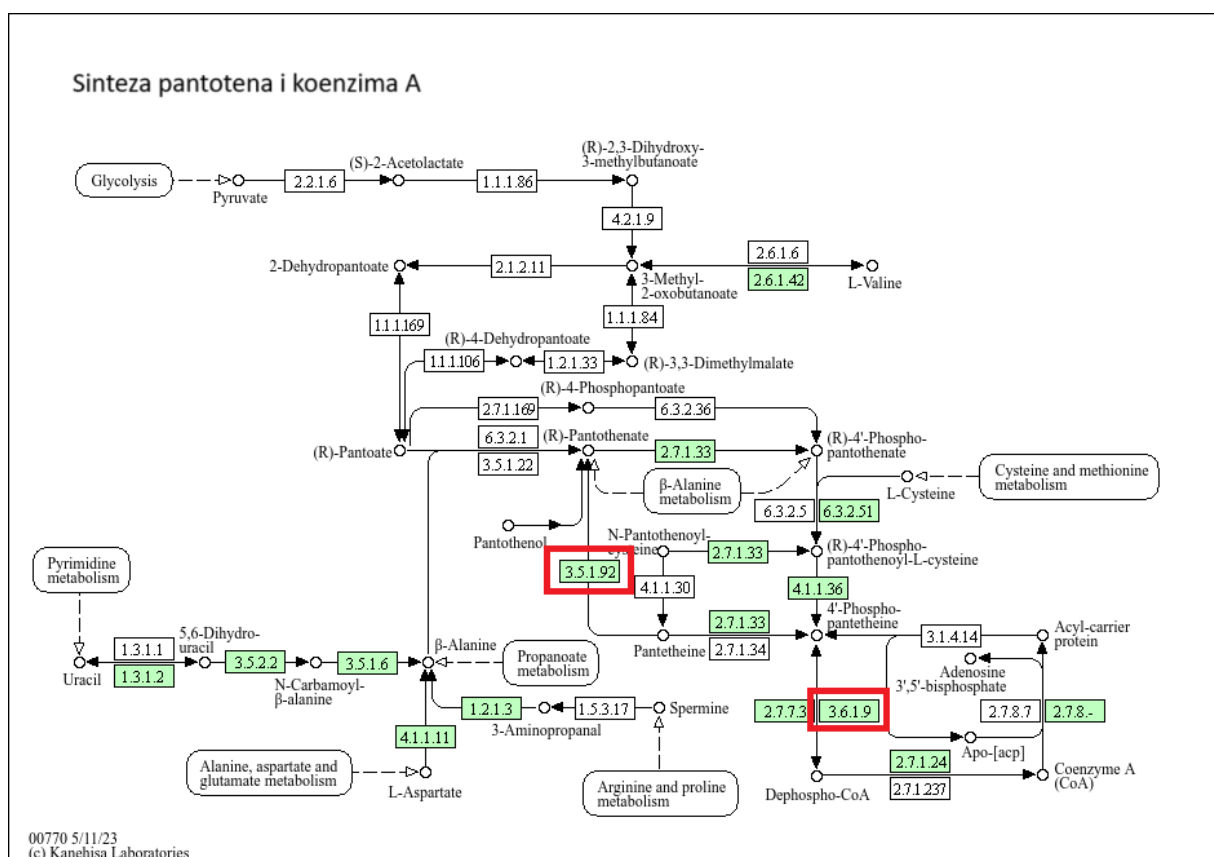 Sinteza pantotena i koenzima A
(R)-2,3-Dihydroxy-
3-methylbutanoate
(S)-2-Acetolactate
Glycolysis
2.2.1.6
1.1.1.86
Pyruvate
4.2.1.9
2.6.1.6
2-Dehydropantoate
2.1.2.11
3-Methyl-
2-oxobutanoate
2.6.1.42
L-Valine
1.1.1.169
1.1.1.84
(R)-4-Dehydropantoate
1.1.1.106
1.2.1.33
(R)-3,3-Dimethylmalate
(R)-4-Phosphopantoate
2.7.1.169
6.3.2.36
(R)-Pantoate
6.3.2.1
3.5.1.22
(R)-Pantothenate
2.7.1.33
(R)-4'-Phospho-
pantothenate
β-Alanine
metabolism
Cysteine and methionine
metabolism
L-Cysteine
6.3.2.5
6.3.2.51
Pantothenol
N-Pantothenoyl-
cysteine
2.7.1.33
(R)-4'-Phospho-
pantothenoyl-L-cysteine
3.5.1.92
4.1.1.30
4.1.1.36
Pyrimidine
metabolism
4'-Phospho-
pantetheine
2.7.1.33
Pantetheine
2.7.1.34
3.1.4.14
Acyl-carrier
protein
5,6-Dihydro-
uracil
1.3.1.1
Uracil
1.3.1.2
3.5.2.2
N-Carbamoyl-
β-alanine
3.5.1.6
β-Alanine
Propanoate
metabolism
Adenosine
3',5'-bisphosphate
1.2.1.3
3-Aminopropanal
1.5.3.17
Spermine
2.7.7.3
3.6.1.9
2.7.8.7
2.7.8.-
4.1.1.11
Apo-[acp]
Alanine, aspartate and
glutamate metabolism
L-Aspartate
Arginine and proline
metabolism
Dephospho-CoA
2.7.1.24
2.7.1.237
Coenzyme A
(CoA)
00770 5/11/23
(c) Kanehisa Laboratories